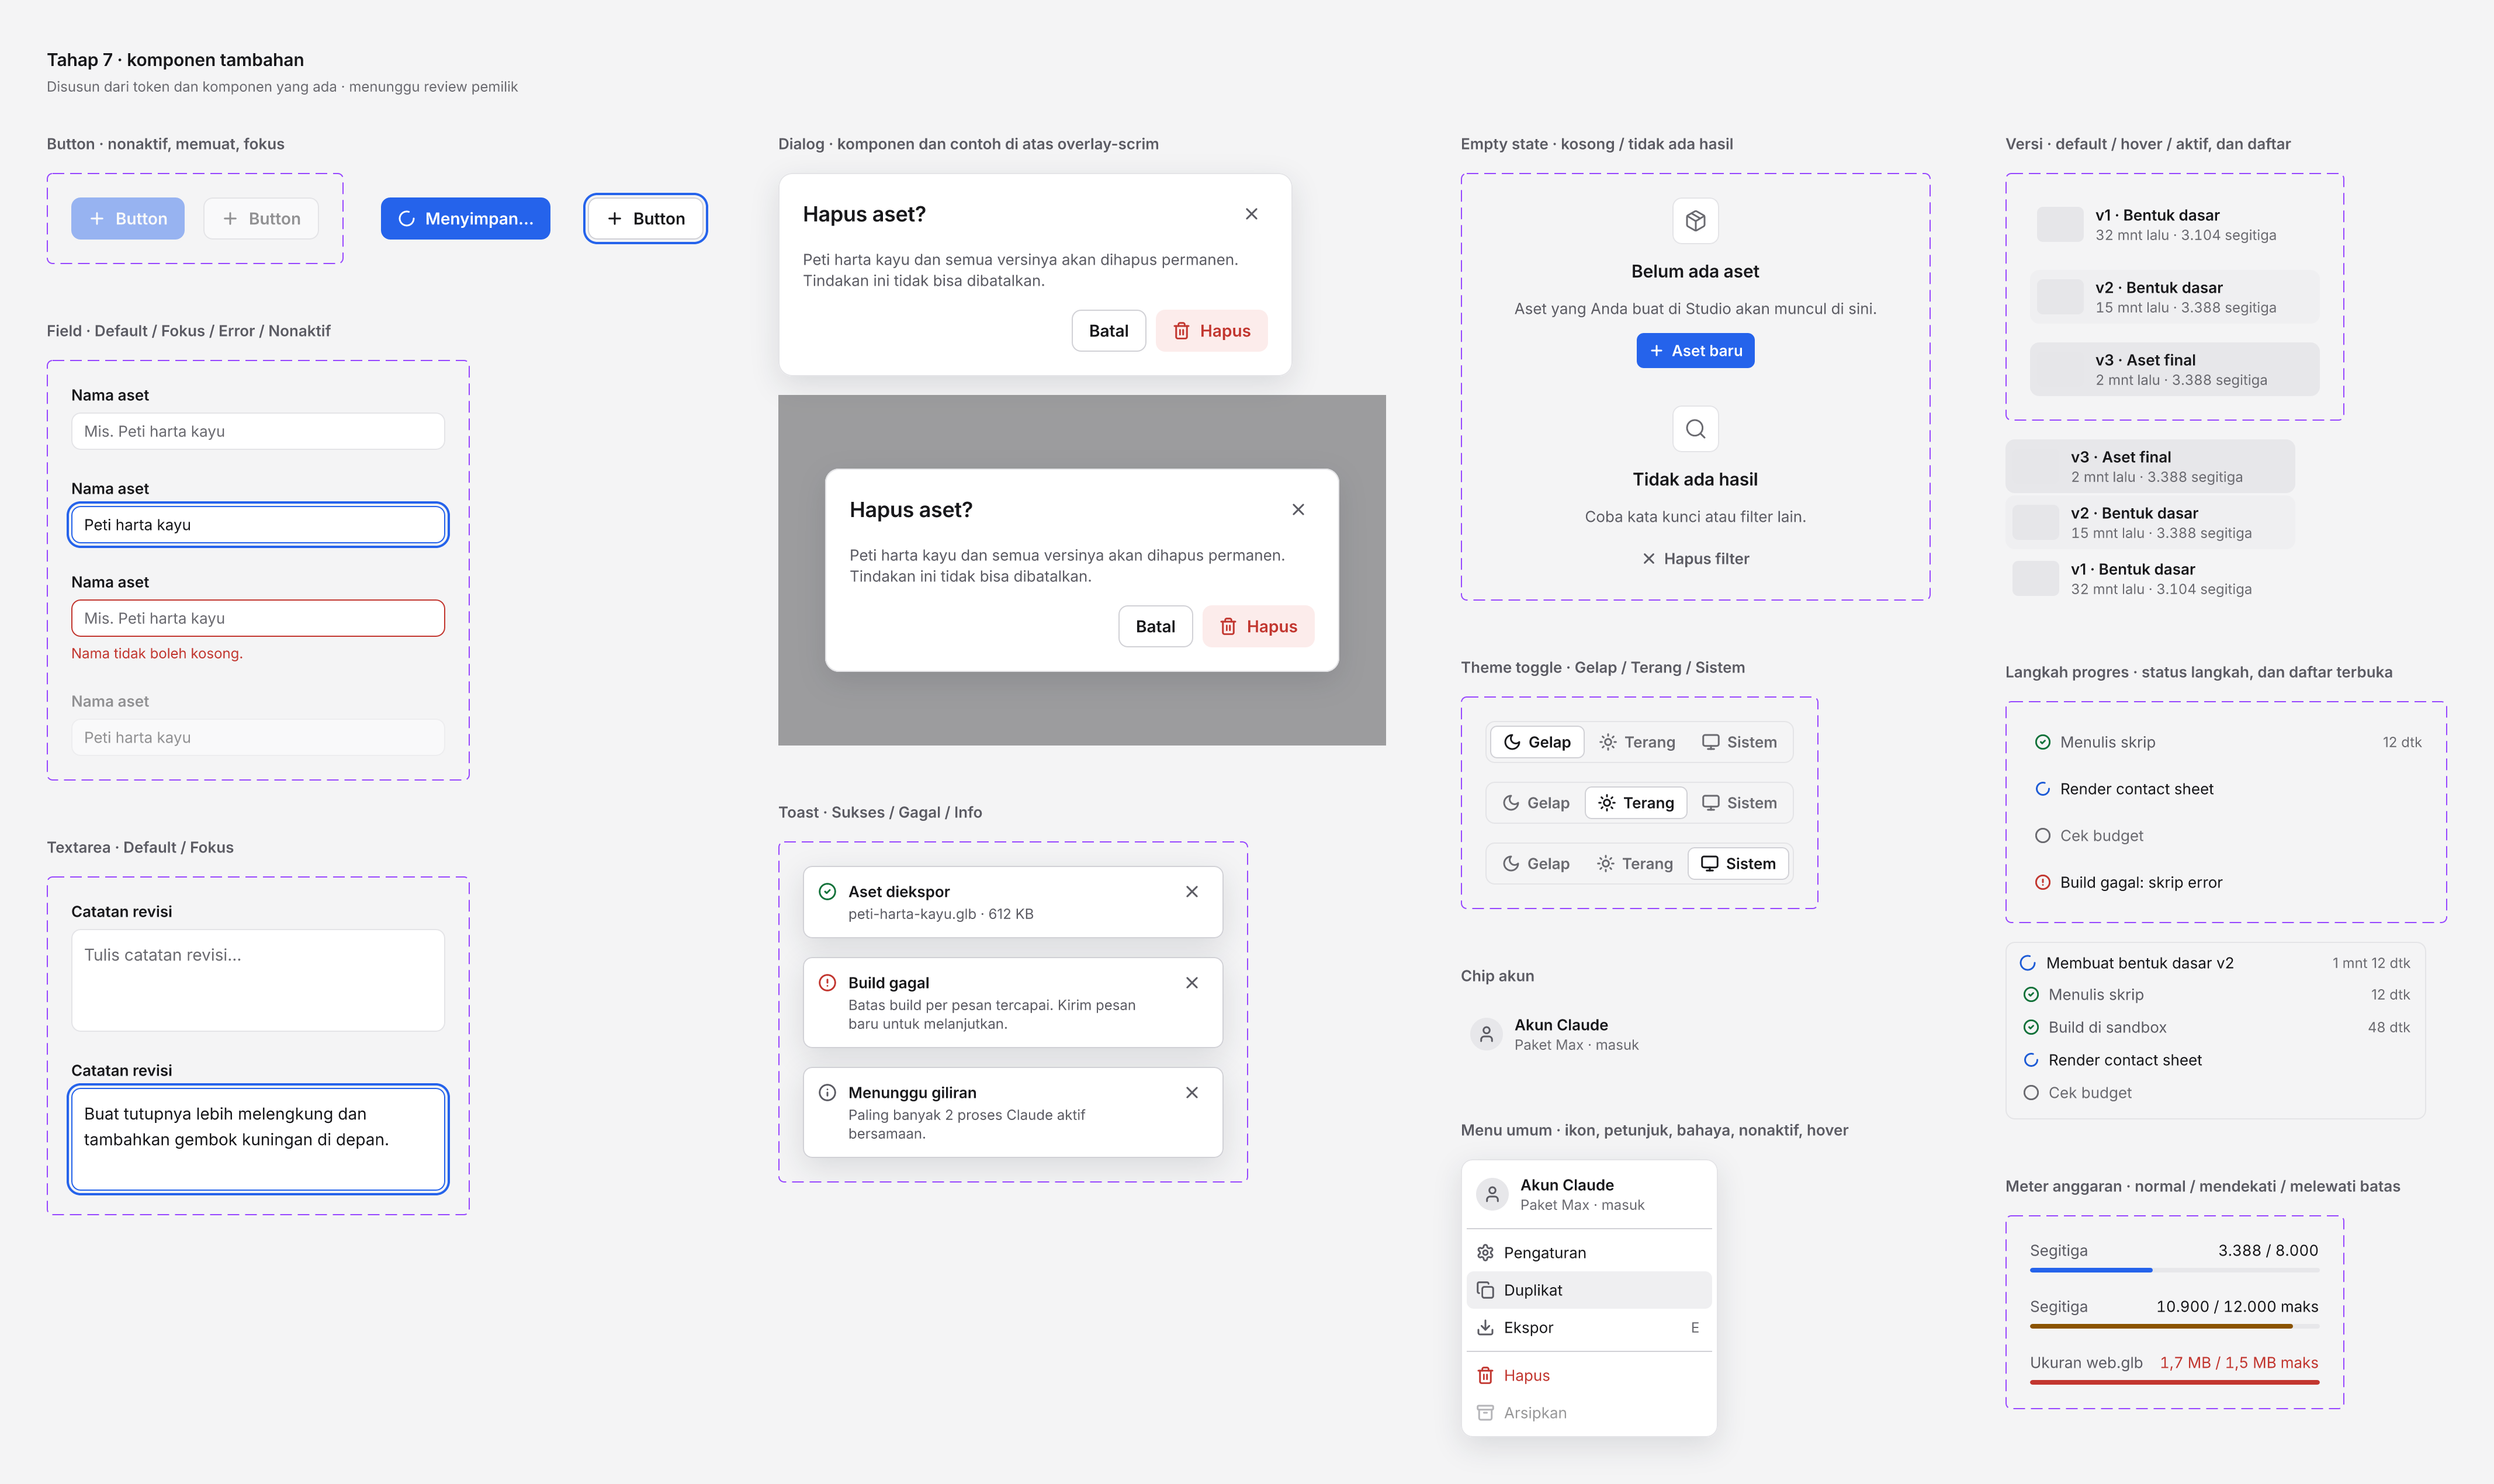 Tahap 7 · komponen tambahan
Disusun dari token dan komponen yang ada · menunggu review pemilik
Button · nonaktif, memuat, fokus
Button
Button
Menyimpan...
Button
Field · Default / Fokus / Error / Nonaktif
Nama aset
Mis. Peti harta kayu
Nama aset
Peti harta kayu
Nama aset
Mis. Peti harta kayu
Nama tidak boleh kosong.
Nama aset
Peti harta kayu
Textarea · Default / Fokus
Catatan revisi
Tulis catatan revisi...
Catatan revisi
Buat tutupnya lebih melengkung dan
tambahkan gembok kuningan di depan.
Dialog · komponen dan contoh di atas overlay-scrim
Hapus aset?
Peti harta kayu dan semua versinya akan dihapus permanen.
Tindakan ini tidak bisa dibatalkan.
Batal
Hapus
Hapus aset?
Peti harta kayu dan semua versinya akan dihapus permanen.
Tindakan ini tidak bisa dibatalkan.
Batal
Hapus
Toast · Sukses / Gagal / Info
Aset diekspor
peti-harta-kayu.glb · 612 KB
Build gagal
Batas build per pesan tercapai. Kirim pesan
baru untuk melanjutkan.
Menunggu giliran
Paling banyak 2 proses Claude aktif
bersamaan.
Empty state · kosong / tidak ada hasil
Belum ada aset
Aset yang Anda buat di Studio akan muncul di sini.
Aset baru
Tidak ada hasil
Coba kata kunci atau filter lain.
Hapus filter
Theme toggle · Gelap / Terang / Sistem
Gelap
Terang
Sistem
Gelap
Terang
Sistem
Gelap
Terang
Sistem
Chip akun
Akun Claude
Paket Max · masuk
Menu umum · ikon, petunjuk, bahaya, nonaktif, hover
Akun Claude
Paket Max · masuk
Pengaturan
Duplikat
Ekspor E
Hapus
Arsipkan
Versi · default / hover / aktif, dan daftar
v1 · Bentuk dasar
32 mnt lalu · 3.104 segitiga
v2 · Bentuk dasar
15 mnt lalu · 3.388 segitiga
v3 · Aset final
2 mnt lalu · 3.388 segitiga
v3 · Aset final
2 mnt lalu · 3.388 segitiga
v2 · Bentuk dasar
15 mnt lalu · 3.388 segitiga
v1 · Bentuk dasar
32 mnt lalu · 3.104 segitiga
Langkah progres · status langkah, dan daftar terbuka
Menulis skrip 12 dtk
Render contact sheet
Cek budget
Build gagal: skrip error
Membuat bentuk dasar v2 1 mnt 12 dtk
Menulis skrip 12 dtk
Build di sandbox 48 dtk
Render contact sheet
Cek budget
Meter anggaran · normal / mendekati / melewati batas
Segitiga 3.388 / 8.000
Segitiga 10.900 / 12.000 maks
Ukuran web.glb 1,7 MB / 1,5 MB maks